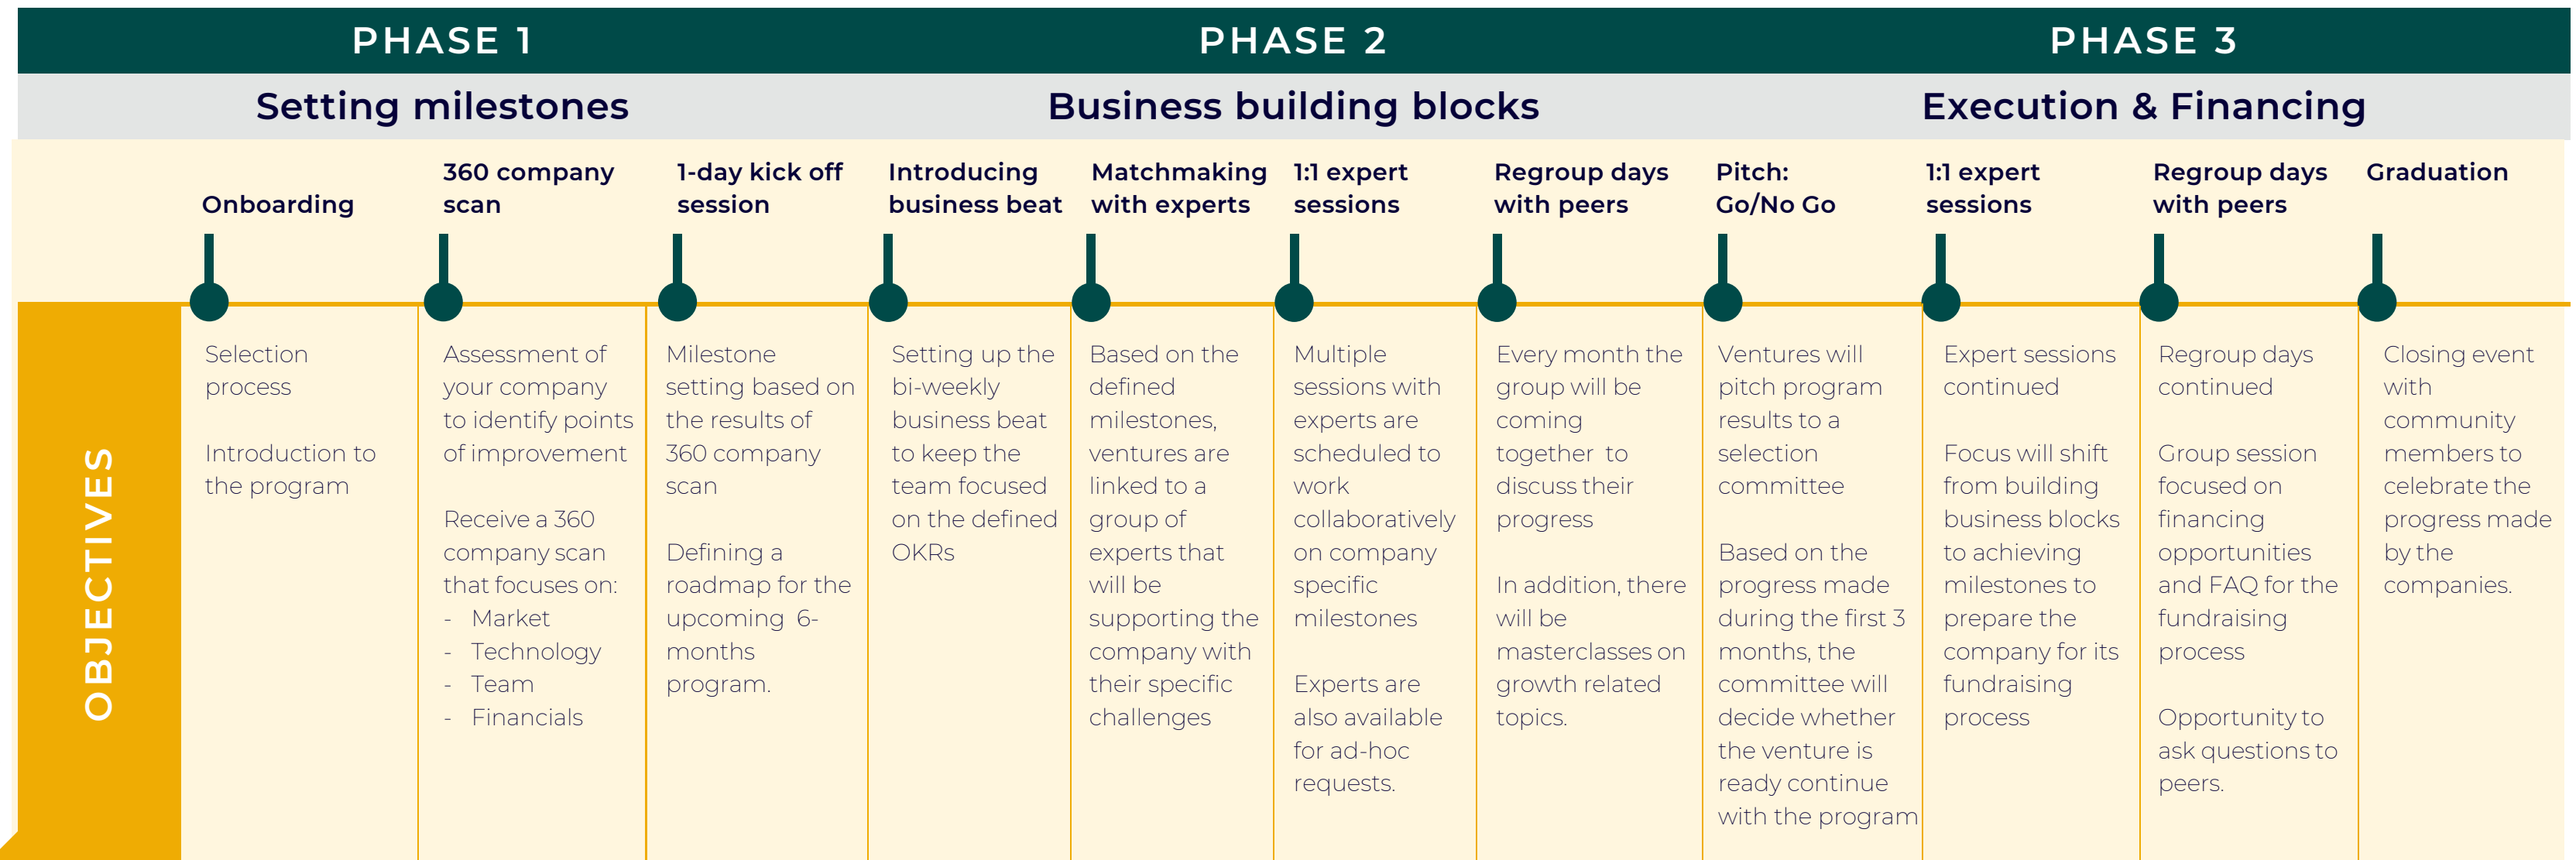 PHASE 1
PHASE 2
PHASE 3
Setting milestones
Business building blocks
Execution & Financing
Onboarding
360 company
scan
1-day kick off
session
Introducing
business beat
Matchmaking
with experts
1:1 expert
sessions
Regroup days
with peers
Pitch:
Go/No Go
1:1 expert
sessions
Regroup days
with peers
Graduation
OBJECTIVES
Selection
process
Introduction to
the program
Assessment of
your company
to identify points
of improvement
Receive a 360
company scan
that focuses on:
- Market
- Technology
- Team
- Financials
Milestone
setting based on
the results of
360 company
scan
Defining a
roadmap for the
upcoming 6-
months
program.
Setting up the
bi-weekly
business beat
to keep the
team focused
on the defined
OKRs
Based on the
defined
milestones,
ventures are
linked to a
group of
experts that
will be
supporting the
company with
their specific
challenges
Multiple
sessions with
experts are
scheduled to
work
collaboratively
on company
specific
milestones
Experts are
also available
for ad-hoc
requests.
Every month the
group will be
coming
together to
discuss their
progress
In addition, there
will be
masterclasses on
growth related
topics.
Ventures will
pitch program
results to a
selection
committee
Based on the
progress made
during the first 3
months, the
committee will
decide whether
the venture is
ready continue
with the program
Expert sessions
continued
Focus will shift
from building
business blocks
to achieving
milestones to
prepare the
company for its
fundraising
process
Regroup days
continued
Group session
focused on
financing
opportunities
and FAQ for the
fundraising
process
Opportunity to
ask questions to
peers.
Closing event
with
community
members to
celebrate the
progress made
by the
companies.